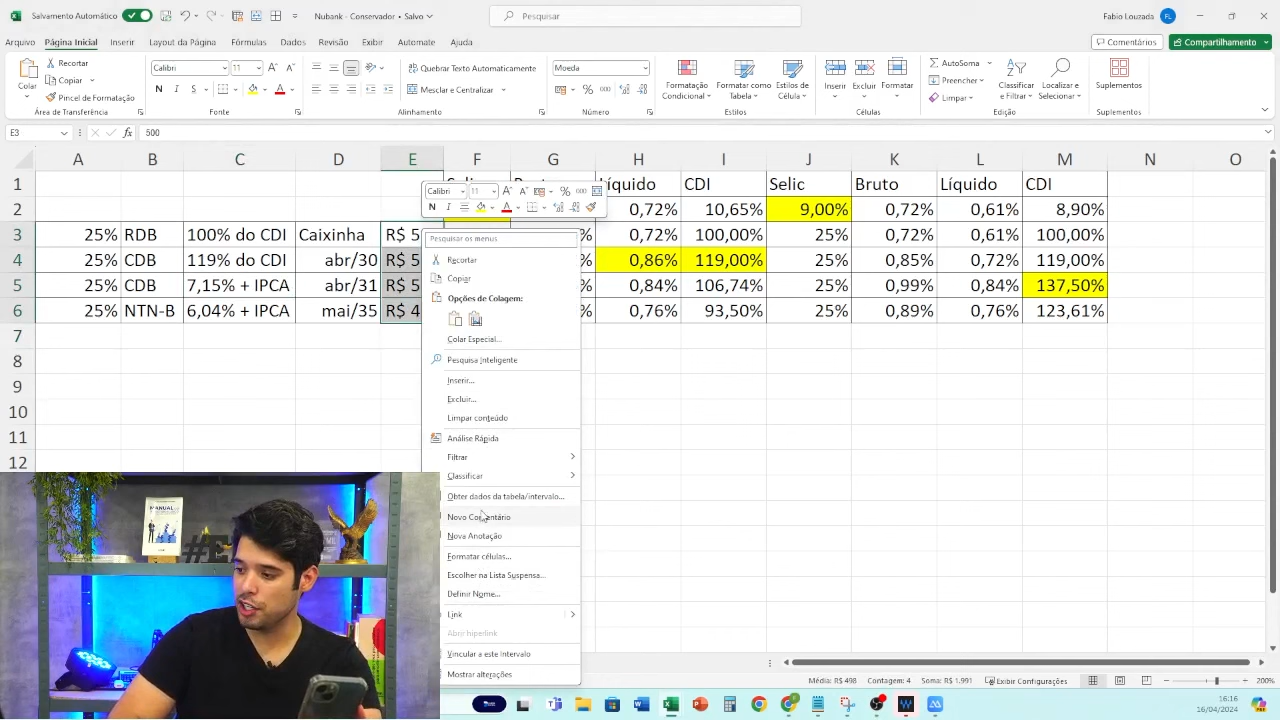 Salvamento Automático
Nubank - Conservador • Salvo
Pesquisar
Fabio Louzada
FL
Arquivo
Página Inicial
Inserir
Layout da Página
Fórmulas
Dados
Revisão
Exibir
Automate
Ajuda
Comentários
Compartilhamento
Colar
Recortar
Copiar
Pincel de Formatação
Área de Transferência
Calibri
11
N
I
S
Fonte
Quebrar Texto Automaticamente
Mesclar e Centralizar
Alinhamento
Moeda
%
000
Número
Formatação Condicional
Formatar como Tabela
Estilos de Célula
Estilos
Inserir
Excluir
Formatar
Células
AutoSoma
Preencher
Limpar
Classificar e Filtrar
Localizar e Selecionar
Edição
Suplementos
Suplementos
E3
fx
500
A B C D E F G H I J K L M N O
1 Líquido CDI Selic Bruto Líquido CDI
2 0,72% 10,65% 9,00% 0,72% 0,61% 8,90%
3 25% RDB 100% do CDI Caixinha R$ 5 % 0,72% 100,00% 25% 0,72% 0,61% 100,00%
4 25% CDB 119% do CDI abr/30 R$ 5 % 0,86% 119,00% 25% 0,85% 0,72% 119,00%
5 25% CDB 7,15% + IPCA abr/31 R$ 5 % 0,84% 106,74% 25% 0,99% 0,84% 137,50%
6 25% NTN-B 6,04% + IPCA mai/35 R$ 4 % 0,76% 93,50% 25% 0,89% 0,76% 123,61%
7
8
9
10
11
12
Calibri
11
%
000
N
I
Pesquisar os menus
Recortar
Copiar
Opções de Colagem:
Colar Especial...
Pesquisa Inteligente
Inserir...
Excluir...
Limpar conteúdo
Análise Rápida
Filtrar
Classificar
Obter dados da tabela/intervalo...
Novo Comentário
Nova Anotação
Formatar células...
Escolher na Lista Suspensa...
Definir Nome...
Link
Abrir hiperlink
Vincular a este intervalo
Mostrar alterações
MANUAL
Média: R$ 498
Contagem: 4
Soma: R$ 1.991
Exibir Configurações
200%
16:16
16/04/2024